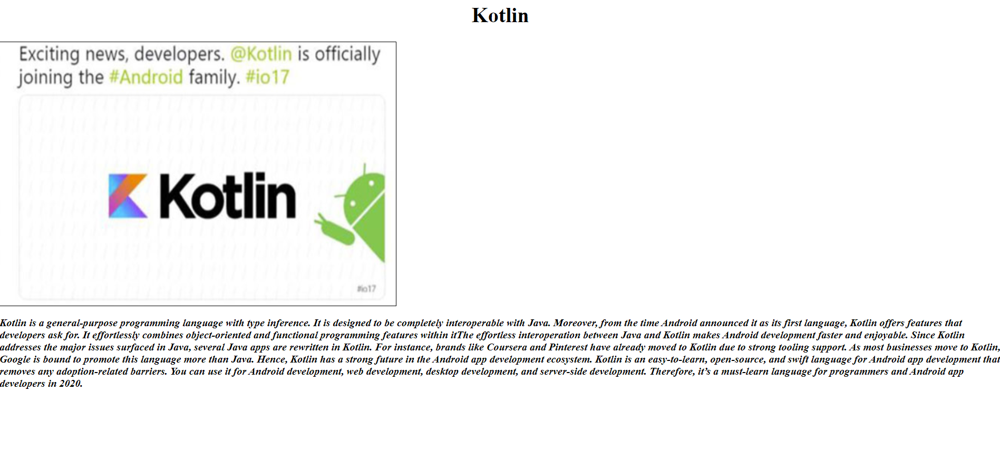 Kotlin
Exciting news, developers. @Kotlin is officially
joining the #Android family. #io17
Kotlin
#io17
Kotlin is a general-purpose programming language with type inference. It is designed to be completely interoperable with Java. Moreover, from the time Android announced it as its first language, Kotlin offers features that
developers ask for. It effortlessly combines object-oriented and functional programming features within itThe effortless interoperation between Java and Kotlin makes Android development faster and enjoyable. Since Kotlin
addresses the major issues surfaced in Java, several Java apps are rewritten in Kotlin. For instance, brands like Coursera and Pinterest have already moved to Kotlin due to strong tooling support. As most businesses move to Kotlin,
Google is bound to promote this language more than Java. Hence, Kotlin has a strong future in the Android app development ecosystem. Kotlin is an easy-to-learn, open-source, and swift language for Android app development that
removes any adoption-related barriers. You can use it for Android development, web development, desktop development, and server-side development. Therefore, it’s a must-learn language for programmers and Android app
developers in 2020.